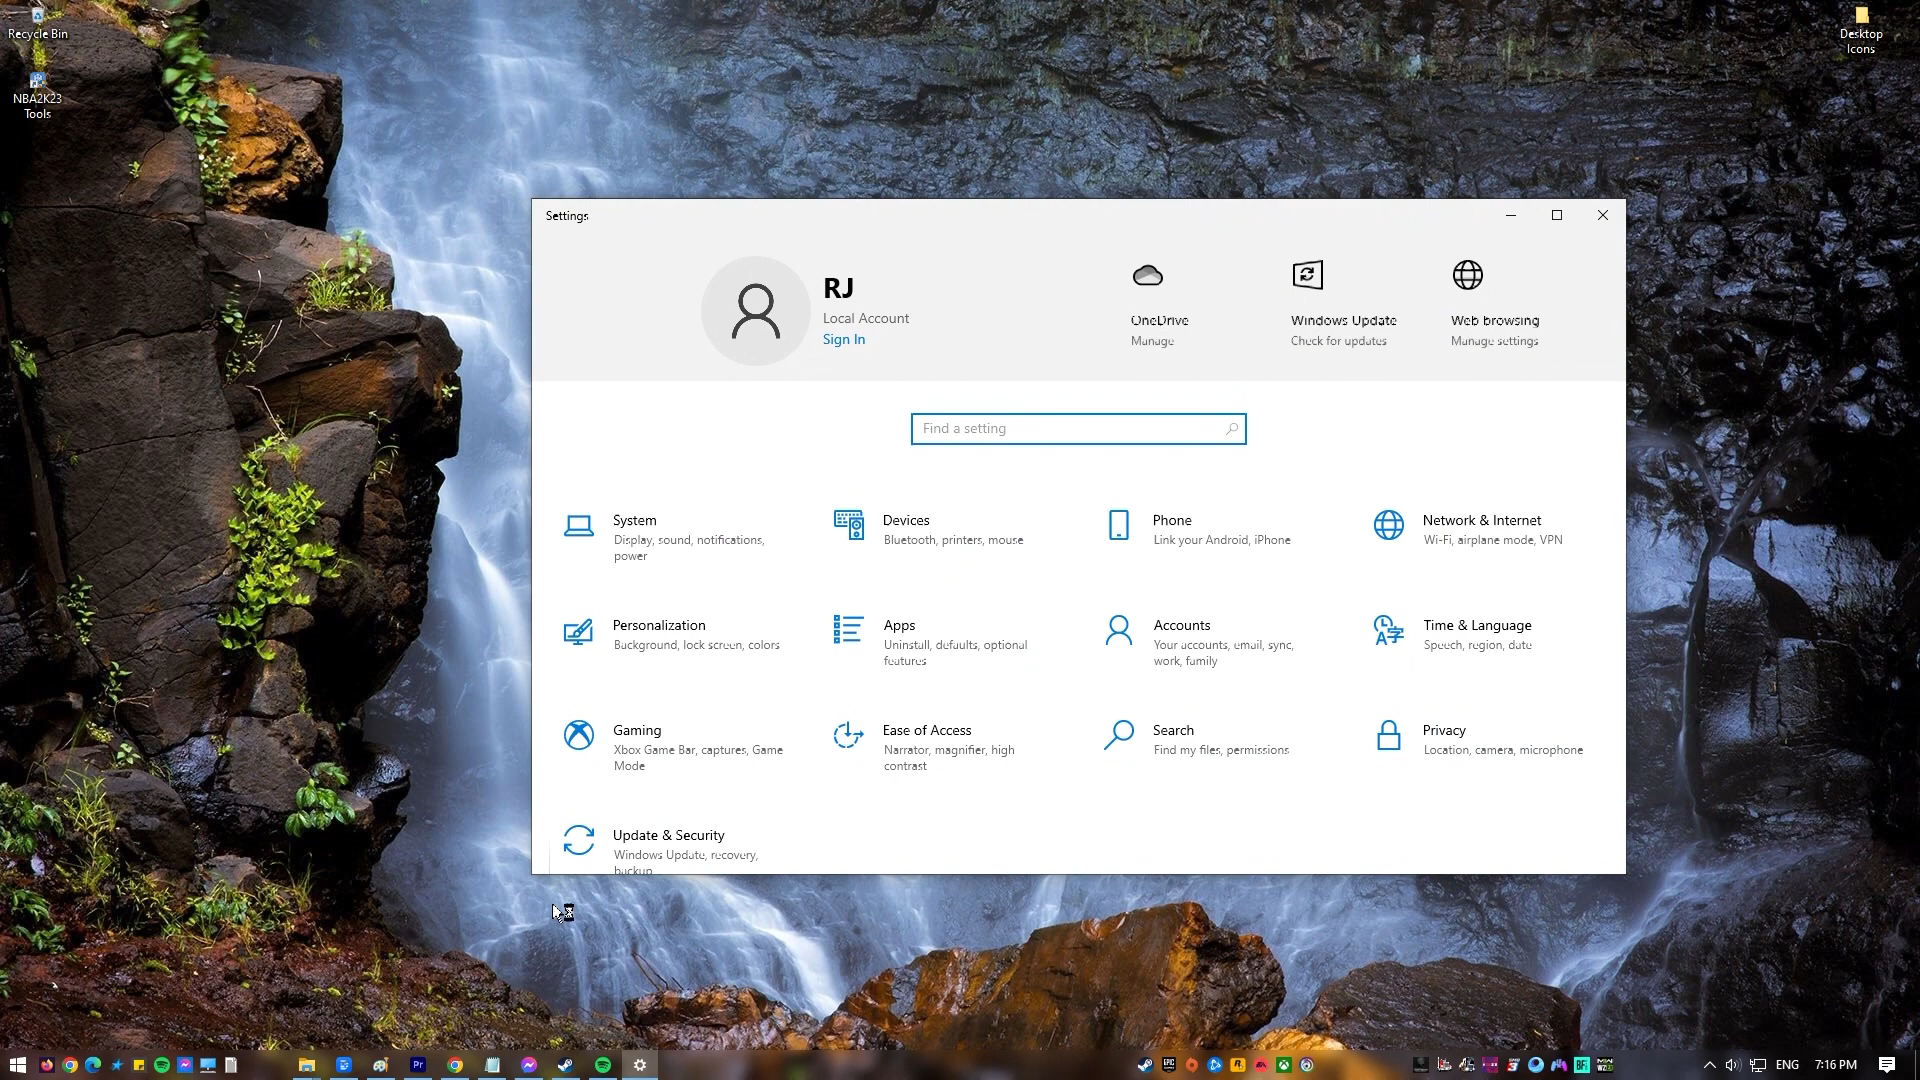 Recycle Bin
NBA2K23
Tools
Desktop
Icons
Settings
RJ
Local Account
Sign In
OneDrive
Manage
Windows Update
Check for updates
Web browsing
Manage settings
Find a setting
System
Display, sound, notifications,
power
Devices
Bluetooth, printers, mouse
Phone
Link your Android, iPhone
Network & Internet
Wi-Fi, airplane mode, VPN
Personalization
Background, lock screen, colors
Apps
Uninstall, defaults, optional
features
Accounts
Your accounts, email, sync,
work, family
Time & Language
Speech, region, date
Gaming
Xbox Game Bar, captures, Game
Mode
Ease of Access
Narrator, magnifier, high
contrast
Search
Find my files, permissions
Privacy
Location, camera, microphone
Update & Security
Windows Update, recovery,
backup
Pr
ENG
7:16 PM